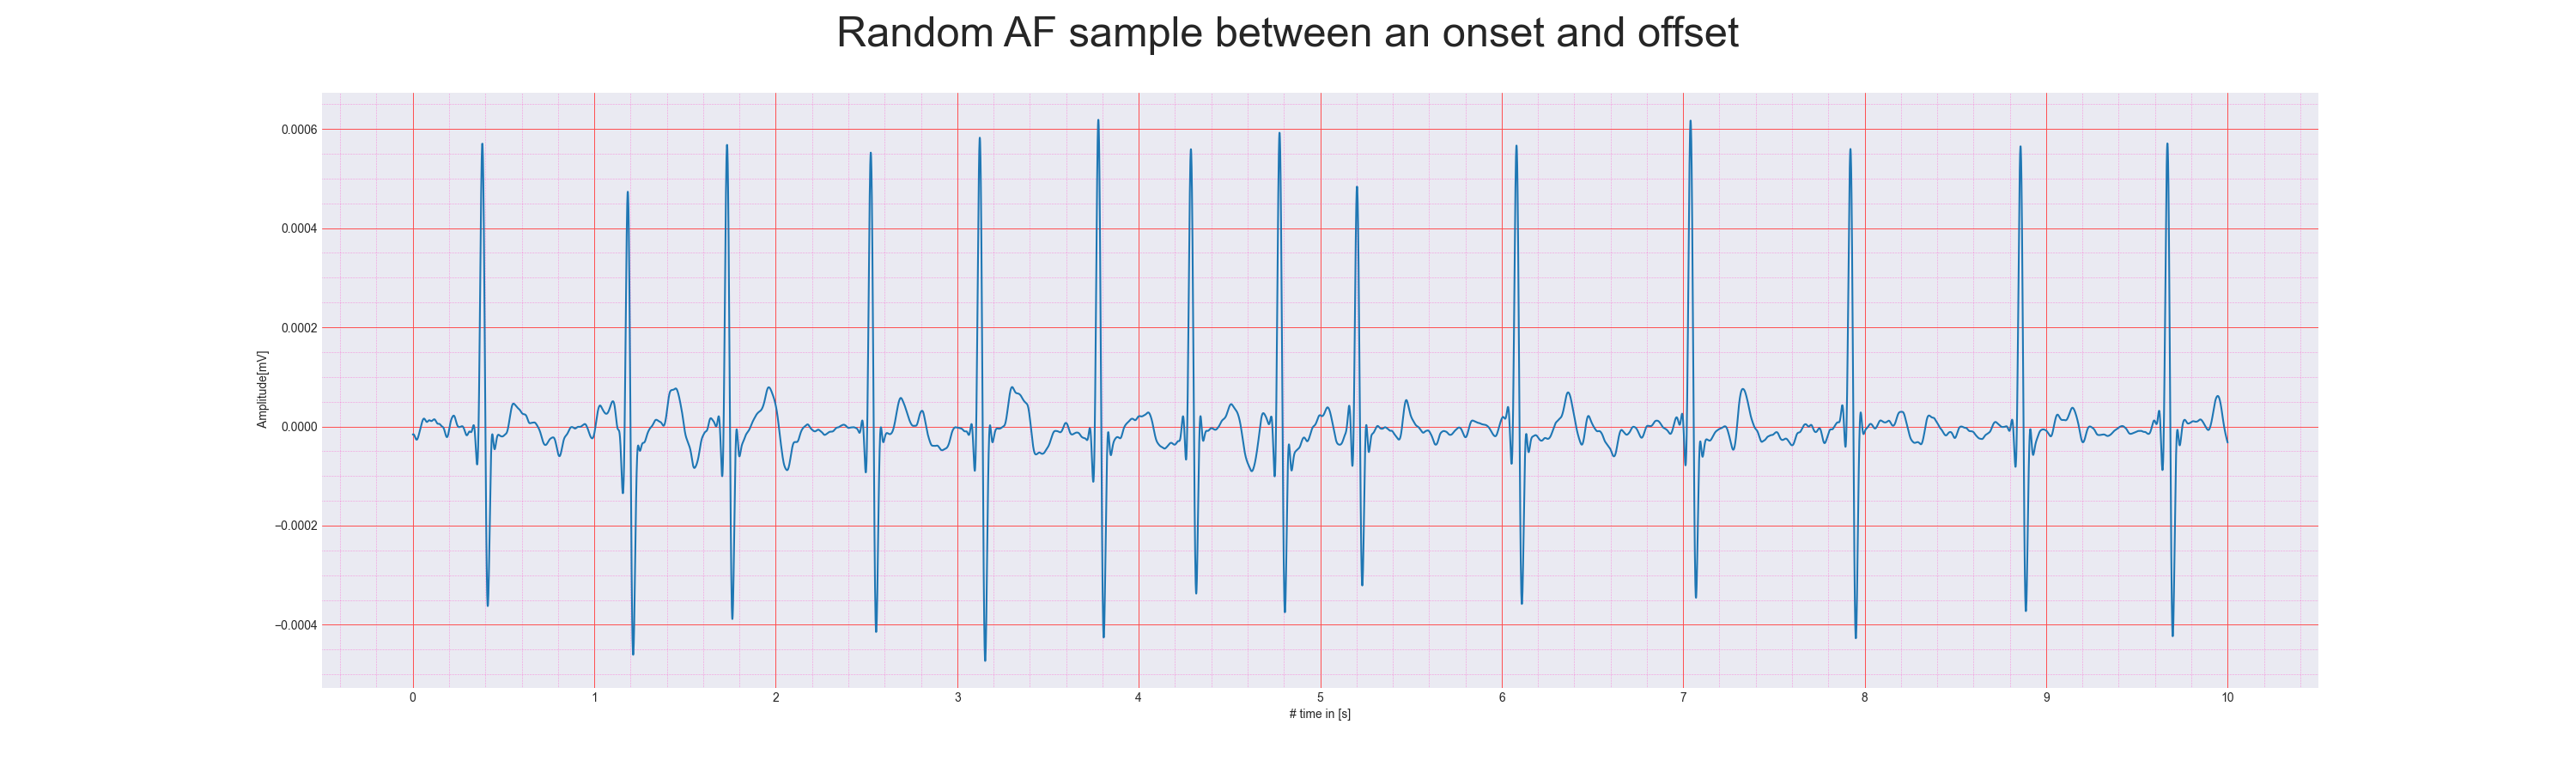 Random AF sample between an onset and offset
0.0006
0.0004
0.0002
0.0000
−0.0002
−0.0004
Amplitude[mV]
0 1 2 3 4 5 6 7 8 9 10
# time in [s]